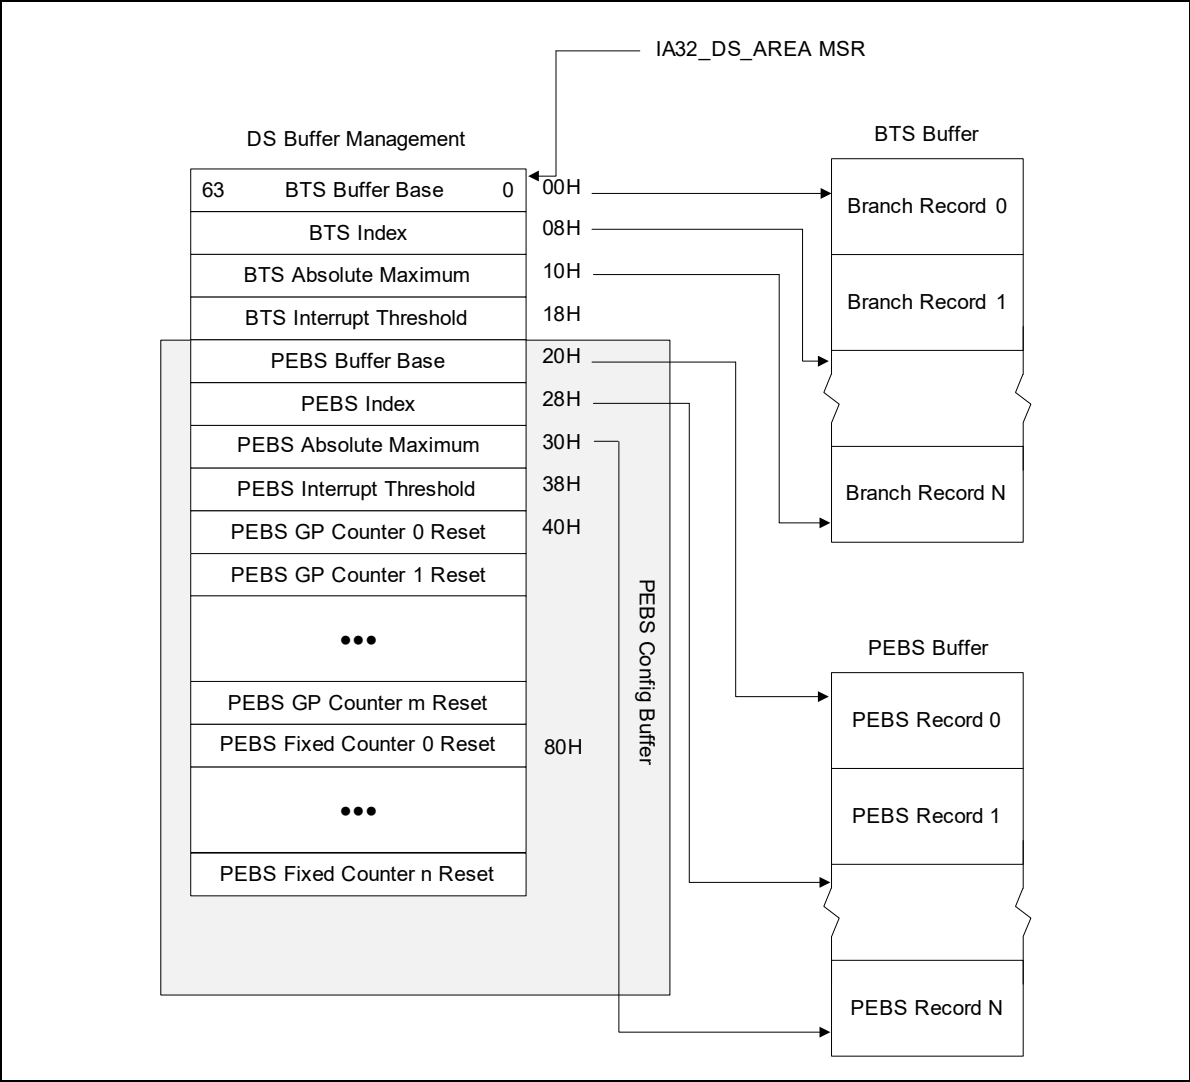 IA32_DS_AREA MSR
DS Buffer Management
63 BTS Buffer Base 0 00H
BTS Index 08H
BTS Absolute Maximum 10H
BTS Interrupt Threshold 18H
PEBS Buffer Base 20H
PEBS Index 28H
PEBS Absolute Maximum 30H
PEBS Interrupt Threshold 38H
PEBS GP Counter 0 Reset 40H
PEBS GP Counter 1 Reset
•••
PEBS GP Counter m Reset
PEBS Fixed Counter 0 Reset 80H
•••
PEBS Fixed Counter n Reset
PEBS Config Buffer
BTS Buffer
Branch Record 0
Branch Record 1
Branch Record N
PEBS Buffer
PEBS Record 0
PEBS Record 1
PEBS Record N